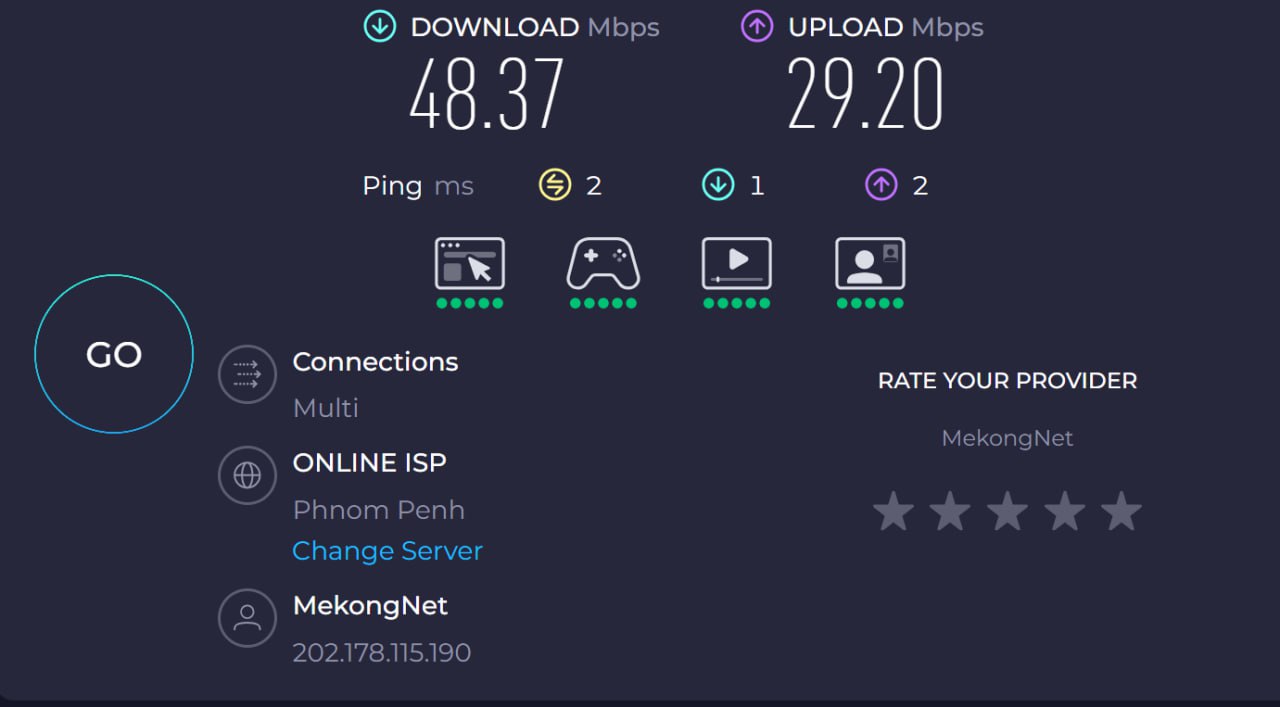 DOWNLOAD Mbps
UPLOAD Mbps
48.37
29.20
Ping ms 2 1 2
GO
Connections
Multi
ONLINE ISP
Phnom Penh
Change Server
MekongNet
202.178.115.190
RATE YOUR PROVIDER
MekongNet